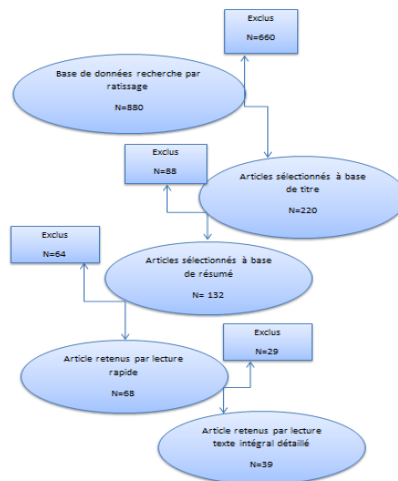 Exclus
N=660
Base de données recherche par
ratissage
N=880
Exclus
N=88
Articles sélectionnés à base
de titre
N=220
Exclus
N=64
Articles sélectionnés à base
de résumé
N= 132
Exclus
N=29
Article retenus par lecture
rapide
N=68
Article retenus par lecture
texte intégral détaillé
N=39